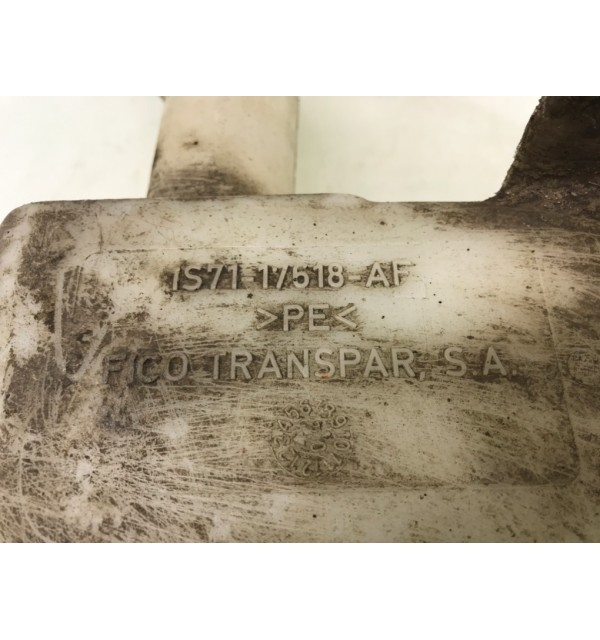 1S71-17518-AF
>PE<
FICO TRANSPAR, S.A.